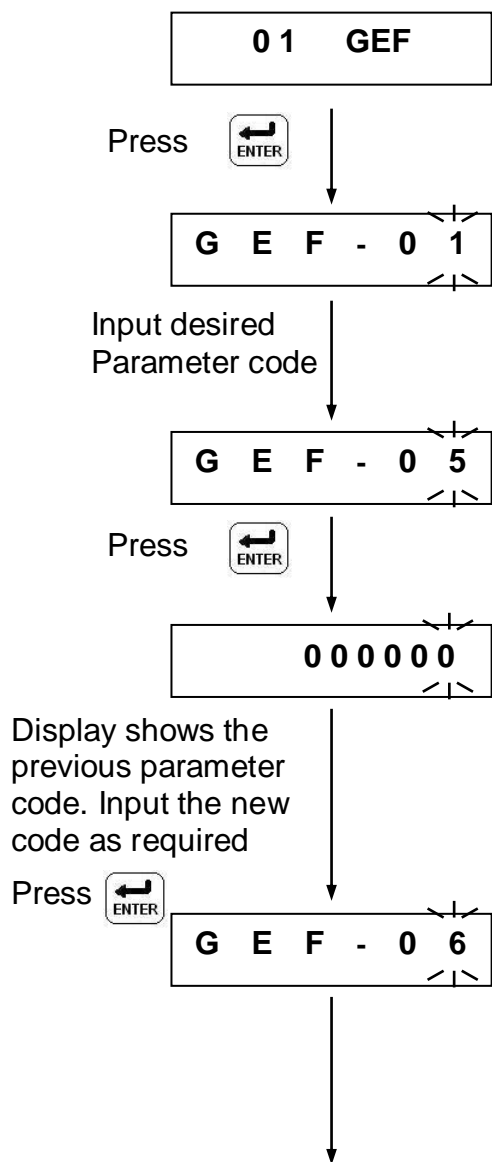 0 1 GEF
Press ENTER
G E F - 0 1
Input desired
Parameter code
G E F - 0 5
Press ENTER
0 0 0 0 0 0
Display shows the
previous parameter
code. Input the new
code as required
Press ENTER
G E F - 0 6